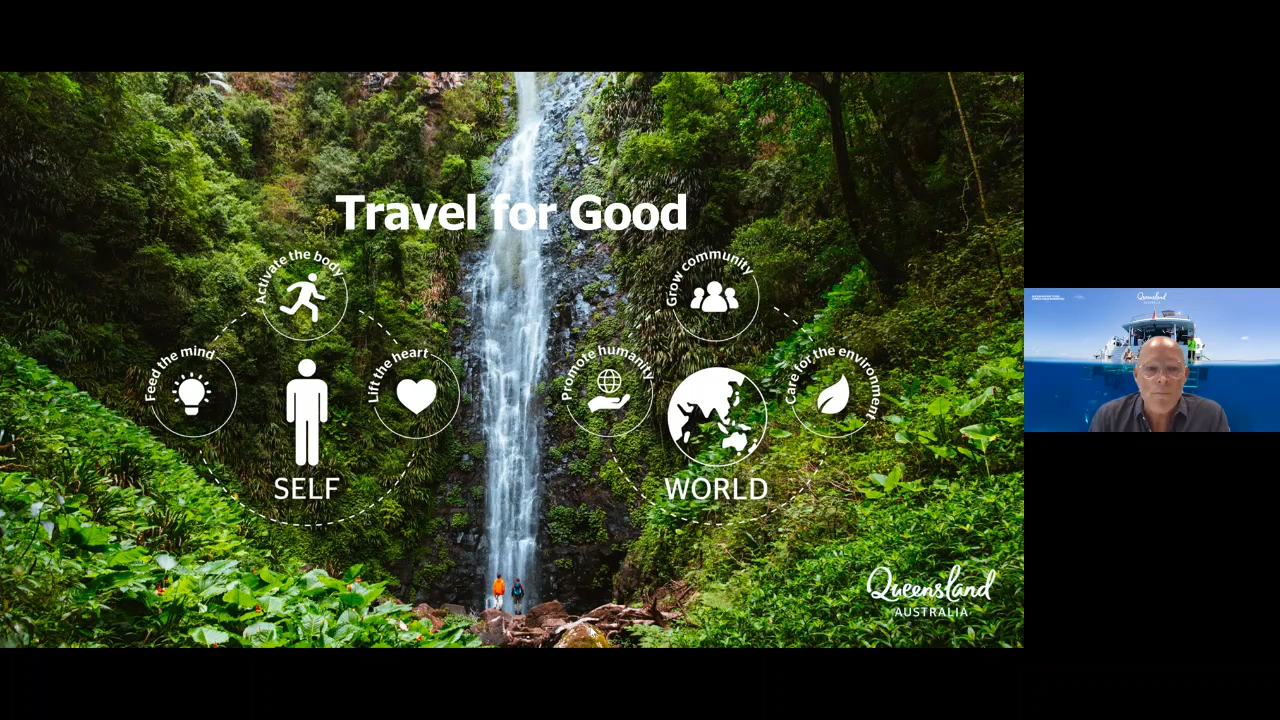 Travel for Good
Activate the body
Feed the mind
Lift the heart
SELF
Grow community
Promote humanity
Care for the environment
WORLD
Queensland
AUSTRALIA
Queensland